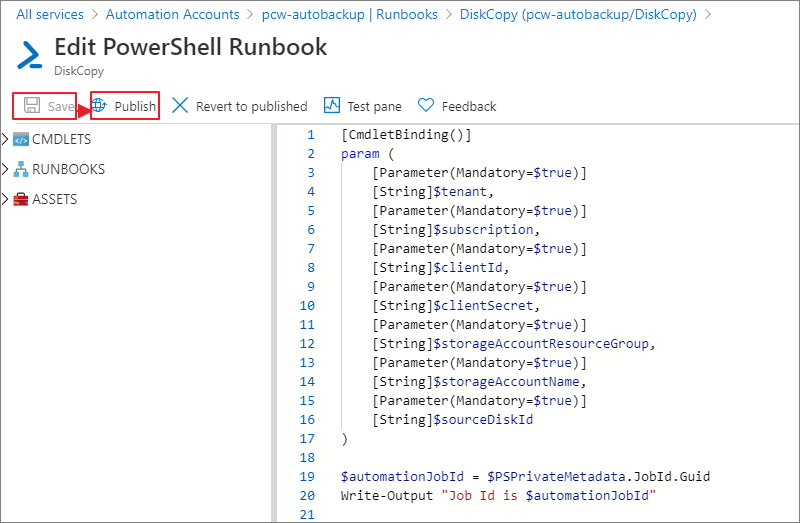 All services > Automation Accounts > pcw-autobackup | Runbooks > DiskCopy (pcw-autobackup/DiskCopy) >
Edit PowerShell Runbook
DiskCopy
Save Publish Revert to published Test pane Feedback
CMDLETS
RUNBOOKS
ASSETS
1 [CmdletBinding()]
2 param (
3 [Parameter(Mandatory=$true)]
4 [String]$tenant,
5 [Parameter(Mandatory=$true)]
6 [String]$subscription,
7 [Parameter(Mandatory=$true)]
8 [String]$clientId,
9 [Parameter(Mandatory=$true)]
10 [String]$clientSecret,
11 [Parameter(Mandatory=$true)]
12 [String]$storageAccountResourceGroup,
13 [Parameter(Mandatory=$true)]
14 [String]$storageAccountName,
15 [Parameter(Mandatory=$true)]
16 [String]$sourceDiskId
17 )
18
19 $automationJobId = $PSPrivateMetadata.JobId.Guid
20 Write-Output "Job Id is $automationJobId"
21